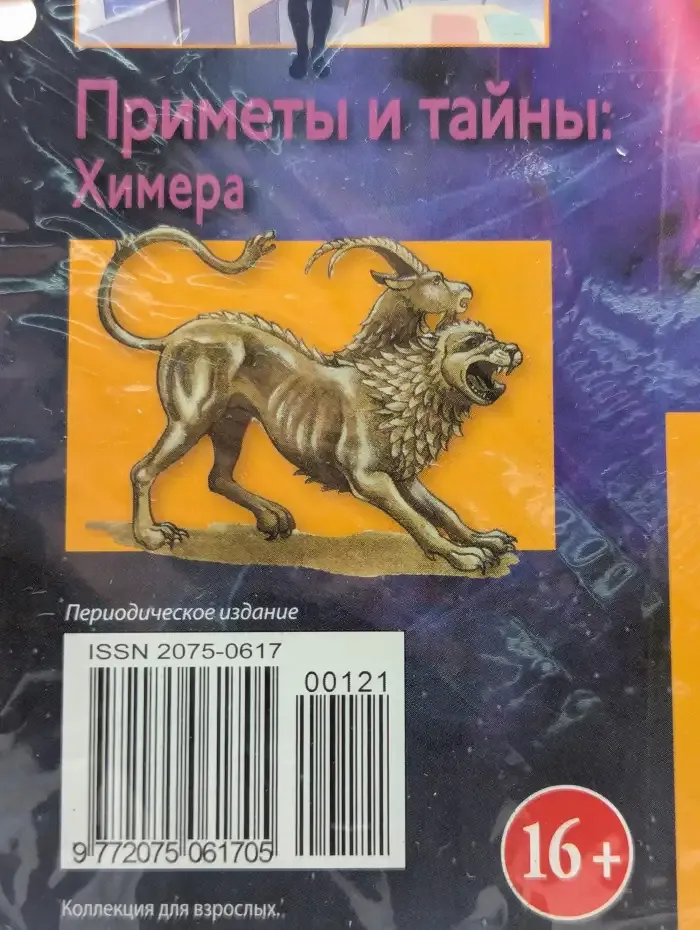 Приметы и тайны:
Химера
Периодическое издание
ISSN 2075-0617
00121
9 772075 061705
16+
Коллекция для взрослых.